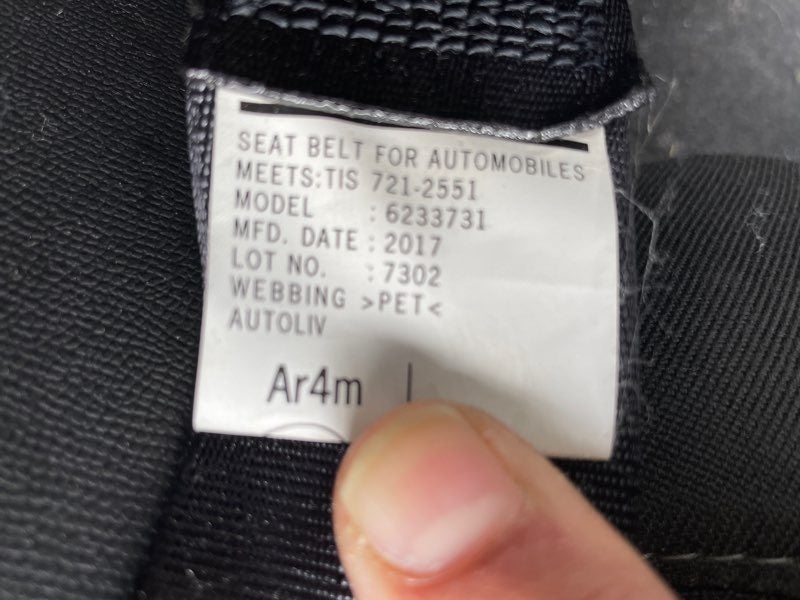 SEAT BELT FOR AUTOMOBILES
MEETS:TIS 721-2551
MODEL : 6233731
MFD. DATE : 2017
LOT NO. : 7302
WEBBING >PET<
AUTOLIV
Ar4m